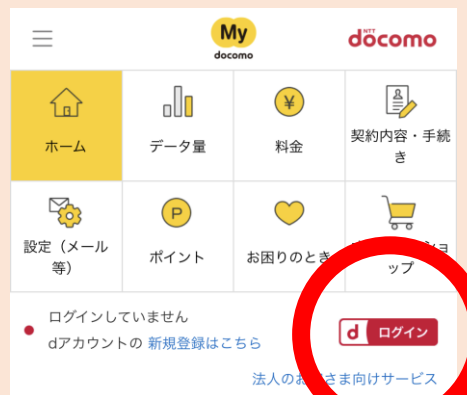 My
docomo
NTT
docomo
ホーム
データ量
¥
料金
契約内容・手続
き
設定（メール
等）
P
ポイント
お困りのとき
ップ
ログインしていません
dアカウントの 新規登録はこちら
d ログイン
法人のお
さま向けサービス